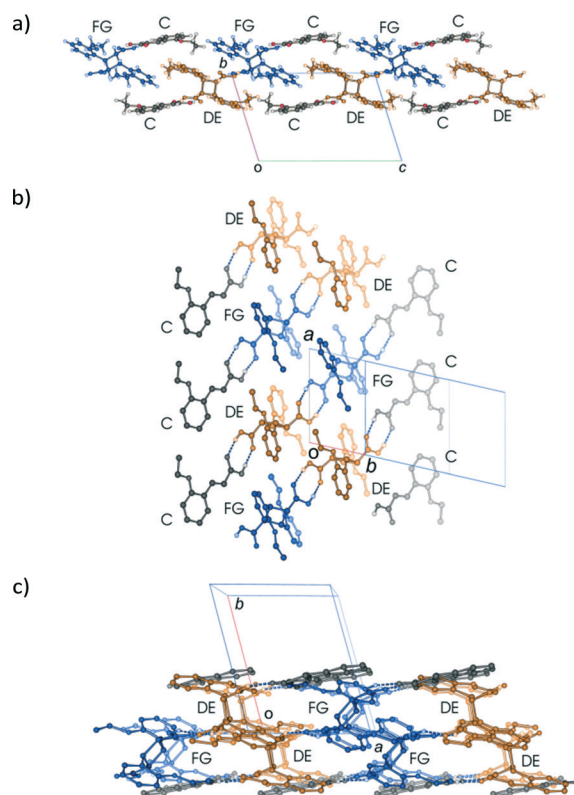 a)
FG C FG C FG C
b
C DE C DE C DE
o c
b)
DE
C
C DE
FG
a
C C
FG
DE
o b
C C
FG DE
c)
b
DE FG DE
o
a
FG DE FG DE